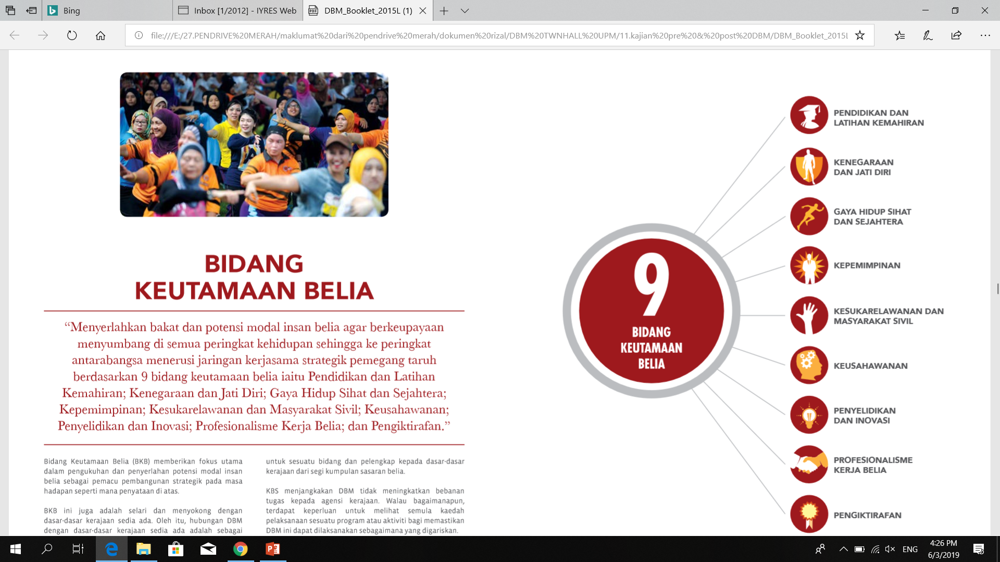 Bing
Inbox [1/2012] - IYRES Web
DBM_Booklet_2015L (1)
file:///E:/27.PENDRIVE%20MERAH/maklumat%20dari%20pendrive%20merah/dokumen%20rizal/DBM%20TWNHALL%20UPM/11.kajian%20pre%20&%20post%20DBM/DBM_Booklet_2015L
BIDANG
KEUTAMAAN BELIA
“Menyerlahkan bakat dan potensi modal insan belia agar berkeupayaan
menyumbang di semua peringkat kehidupan sehingga ke peringkat
antarabangsa menerusi jaringan kerjasama strategik pemegang taruh
berdasarkan 9 bidang keutamaan belia iaitu Pendidikan dan Latihan
Kemahiran; Kenegaraan dan Jati Diri; Gaya Hidup Sihat dan Sejahtera;
Kepemimpinan; Kesukarelawanan dan Masyarakat Sivil; Keusahawanan;
Penyelidikan dan Inovasi; Profesionalisme Kerja Belia; dan Pengiktirafan.”
Bidang Keutamaan Belia (BKB) memberikan fokus utama
dalam pengukuhan dan penyerlahan potensi modal insan
belia sebagai pemacu pembangunan strategik pada masa
hadapan seperti mana penyataan di atas.
BKB ini juga adalah selari dan menyokong dengan
dasar-dasar kerajaan sedia ada. Oleh itu, hubungan DBM
dengan dasar-dasar kerajaan sedia ada adalah sebagai
untuk sesuatu bidang dan pelengkap kepada dasar-dasar
kerajaan dari segi kumpulan sasaran belia.
KBS menjangkakan DBM tidak meningkatkan bebanan
tugas kepada agensi kerajaan. Walau bagaimanapun,
terdapat keperluan untuk melihat semula kaedah
pelaksanaan sesuatu program atau aktiviti bagi memastikan
DBM ini dapat dilaksanakan sebagaimana yang digariskan.
9
BIDANG
KEUTAMAAN
BELIA
PENDIDIKAN DAN
LATIHAN KEMAHIRAN
KENEGARAAN
DAN JATI DIRI
GAYA HIDUP SIHAT
DAN SEJAHTERA
KEPEMIMPINAN
KESUKARELAWANAN DAN
MASYARAKAT SIVIL
KEUSAHAWANAN
PENYELIDIKAN
DAN INOVASI
PROFESIONALISME
KERJA BELIA
PENGIKTIRAFAN
ENG
4:26 PM
6/3/2019